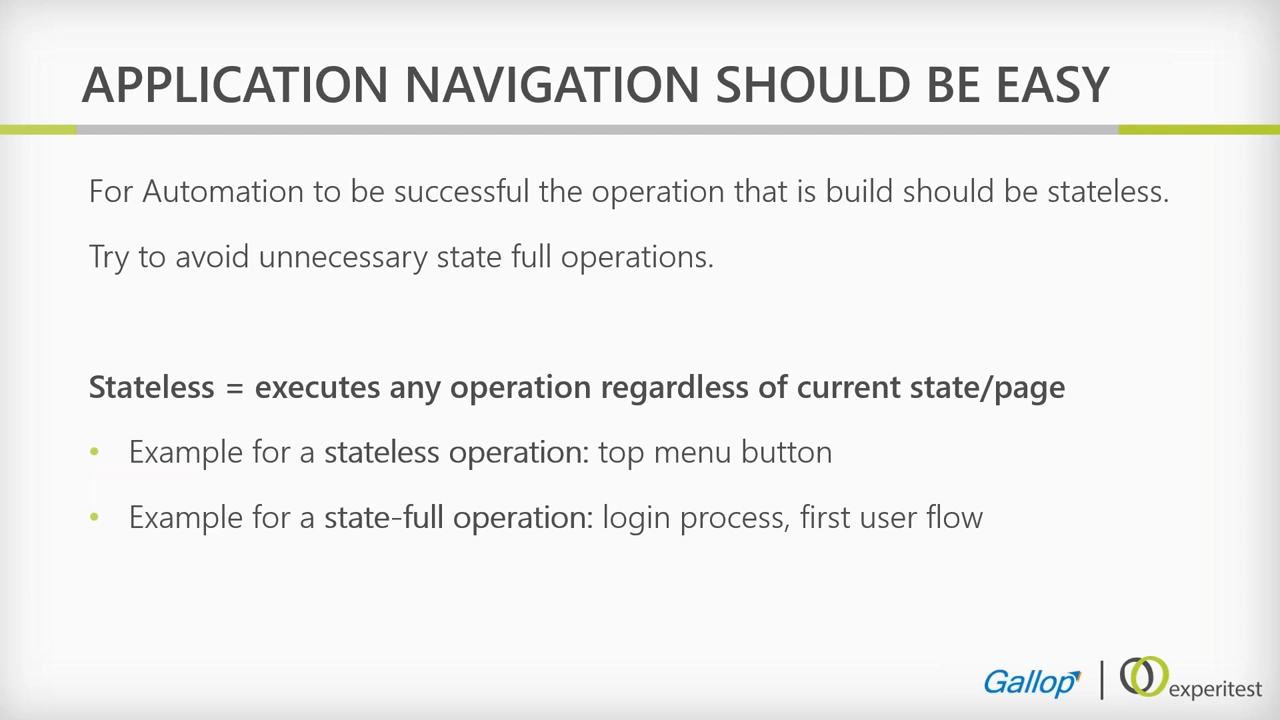 APPLICATION NAVIGATION SHOULD BE EASY
For Automation to be successful the operation that is build should be stateless.
Try to avoid unnecessary state full operations.
Stateless = executes any operation regardless of current state/page
• Example for a stateless operation: top menu button
• Example for a state-full operation: login process, first user flow
Gallop | experitest